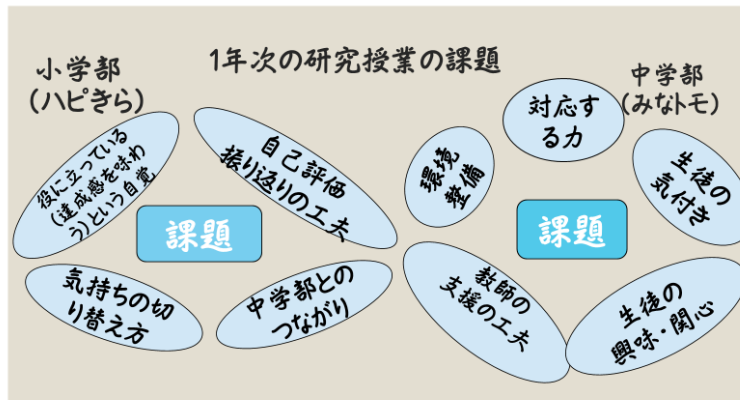 1年次の研究授業の課題
小学部
(ハピきら)
役に立っている
(達成感を味わ
う)という自覚
自己評価
振り返りの工夫
課題
気持ちの切
り替え方
中学部との
つながり
中学部
(みなトモ)
対応す
る力
環境
整備
生徒の
気付き
課題
教師の
支援の工夫
生徒の
興味・関心